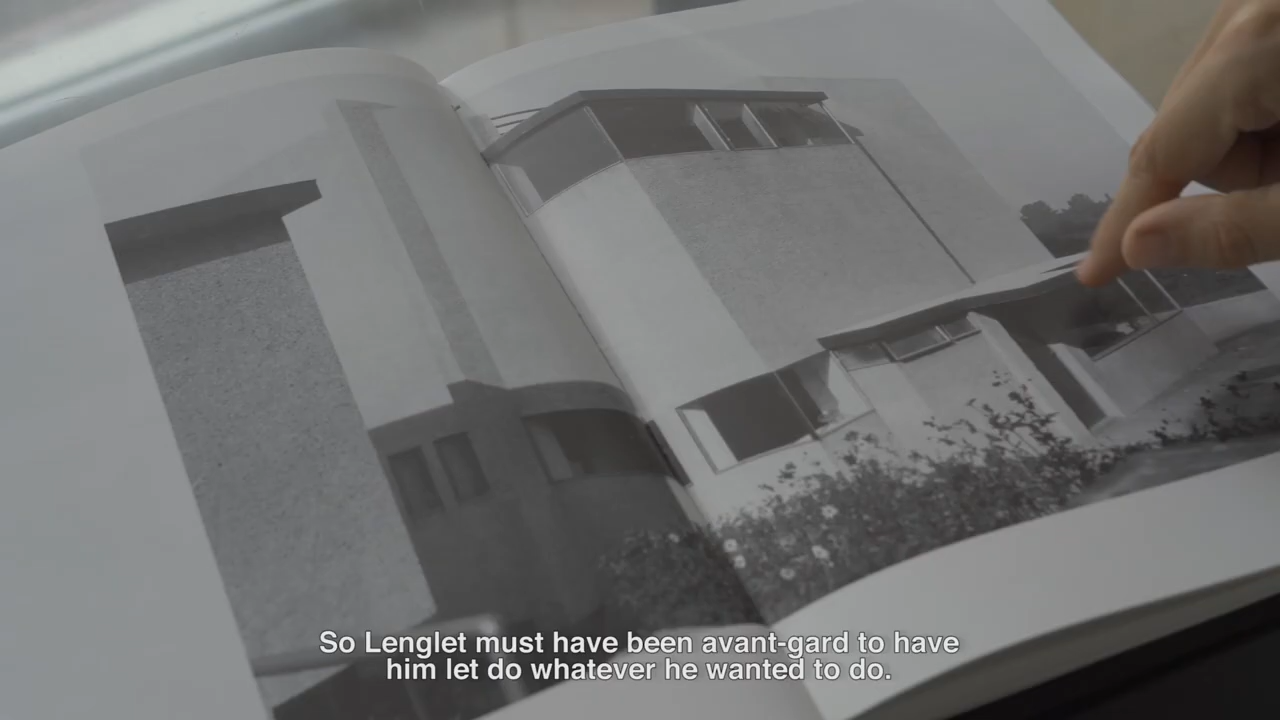 So Lenglet must have been avant-gard to have
him let do whatever he wanted to do.